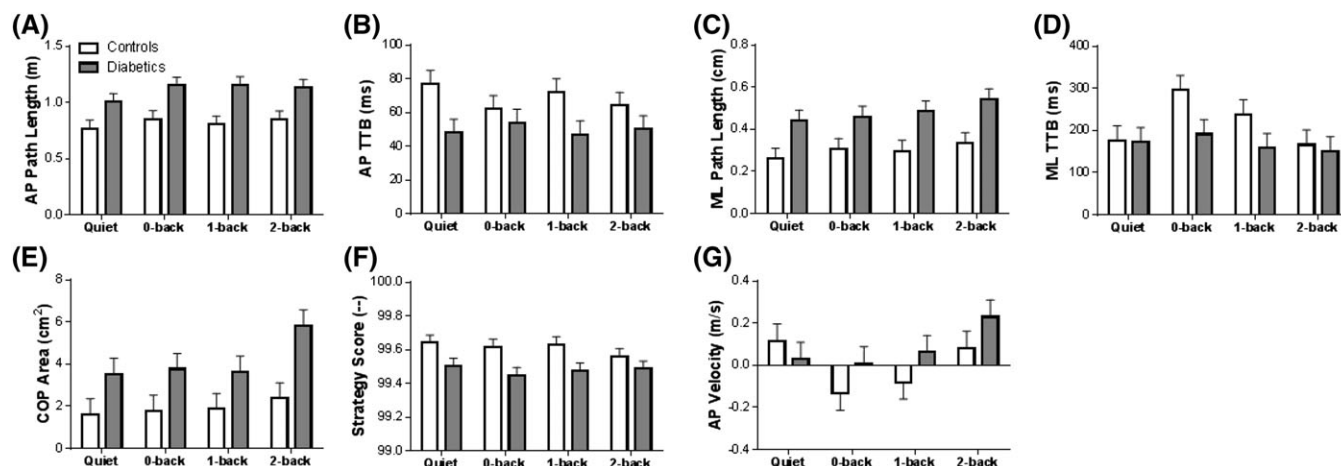 (A)
AP Path Length (m)
1.5
1.0
0.5
0.0
Controls
Diabetics
Quiet 0-back 1-back 2-back
(B)
AP TTB (ms)
100
80
60
40
20
0
Quiet 0-back 1-back 2-back
(C)
ML Path Length (cm)
0.8
0.6
0.4
0.2
0.0
Quiet 0-back 1-back 2-back
(D)
ML TTB (ms)
400
300
200
100
0
Quiet 0-back 1-back 2-back
(E)
COP Area (cm²)
8
6
4
2
0
Quiet 0-back 1-back 2-back
(F)
Strategy Score (--)
100.0
99.8
99.6
99.4
99.2
99.0
Quiet 0-back 1-back 2-back
(G)
AP Velocity (m/s)
0.4
0.2
0.0
-0.2
-0.4
Quiet 0-back 1-back 2-back